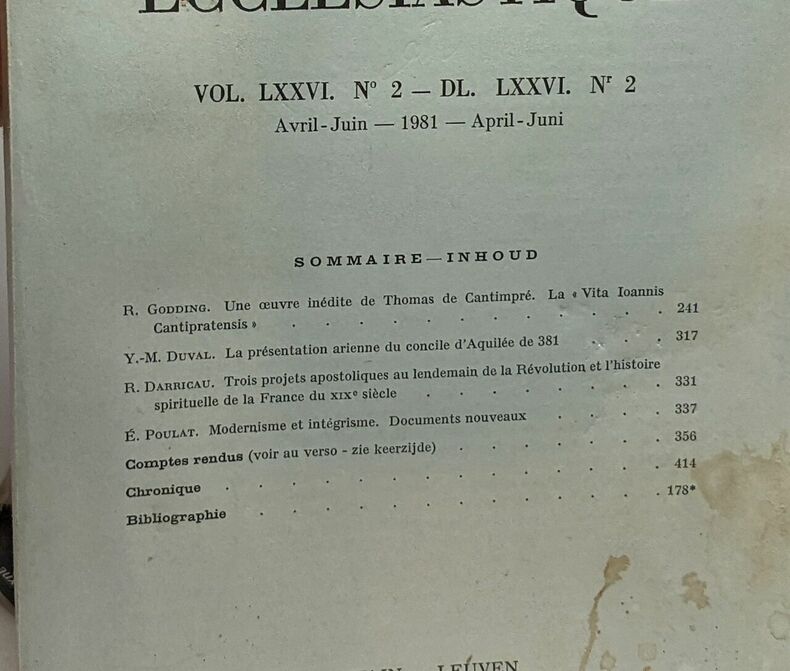 VOL. LXXVI. Nº 2 — DL. LXXVI. Nʳ 2
Avril-Juin — 1981 — April-Juni
SOMMAIRE — INHOUD
R. GODDING. Une œuvre inédite de Thomas de Cantimpré. La « Vita Ioannis
Cantipratensis » . . . . . . . . . . . . 241
Y.-M. DUVAL. La présentation arienne du concile d'Aquilée de 381 . . . 317
R. DARRICAU. Trois projets apostoliques au lendemain de la Révolution et l'histoire
spirituelle de la France du XIXᵉ siècle . . . . . . . 331
É. POULAT. Modernisme et intégrisme. Documents nouveaux . . . . 337
Comptes rendus (voir au verso - zie keerzijde) . . . . . . 356
Chronique . . . . . . . . . . . . . 414
Bibliographie . . . . . . . . . . . . 178*
LEUVEN